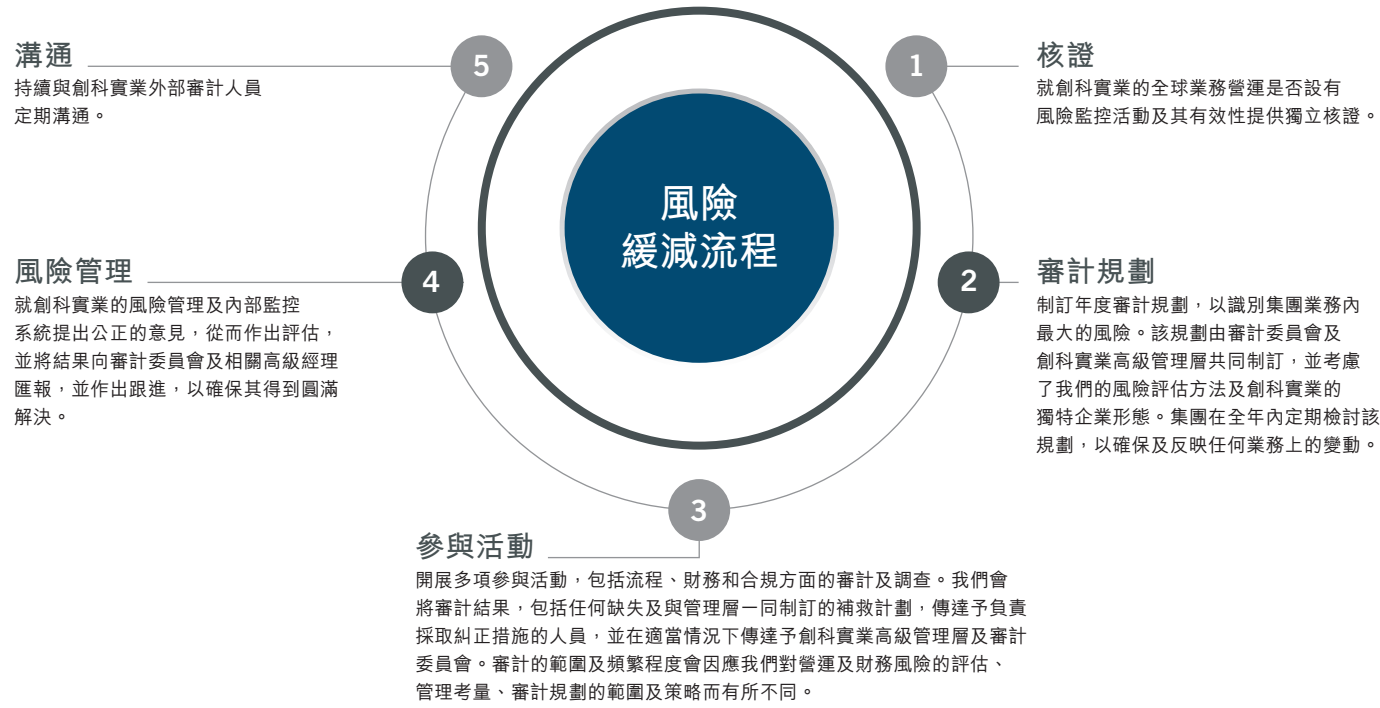 風險
緩減流程
1
核證
就創科實業的全球業務營運是否設有
風險監控活動及其有效性提供獨立核證。
2
審計規劃
制訂年度審計規劃，以識別集團業務內
最大的風險。該規劃由審計委員會及
創科實業高級管理層共同制訂，並考慮
了我們的風險評估方法及創科實業的
獨特企業形態。集團在全年內定期檢討該
規劃，以確保及反映任何業務上的變動。
3
參與活動
開展多項參與活動，包括流程、財務和合規方面的審計及調查。我們會
將審計結果，包括任何缺失及與管理層一同制訂的補救計劃，傳達予負責
採取糾正措施的人員，並在適當情況下傳達予創科實業高級管理層及審計
委員會。審計的範圍及頻繁程度會因應我們對營運及財務風險的評估、
管理考量、審計規劃的範圍及策略而有所不同。
4
風險管理
就創科實業的風險管理及內部監控
系統提出公正的意見，從而作出評估，
並將結果向審計委員會及相關高級經理
匯報，並作出跟進，以確保其得到圓滿
解決。
5
溝通
持續與創科實業外部審計人員
定期溝通。